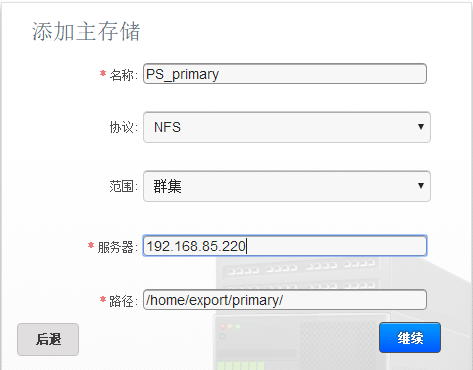 添加主存储
* 名称: PS_primary
协议: NFS
范围: 群集
* 服务器: 192.168.85.220
* 路径: /home/export/primary/
后退 继续